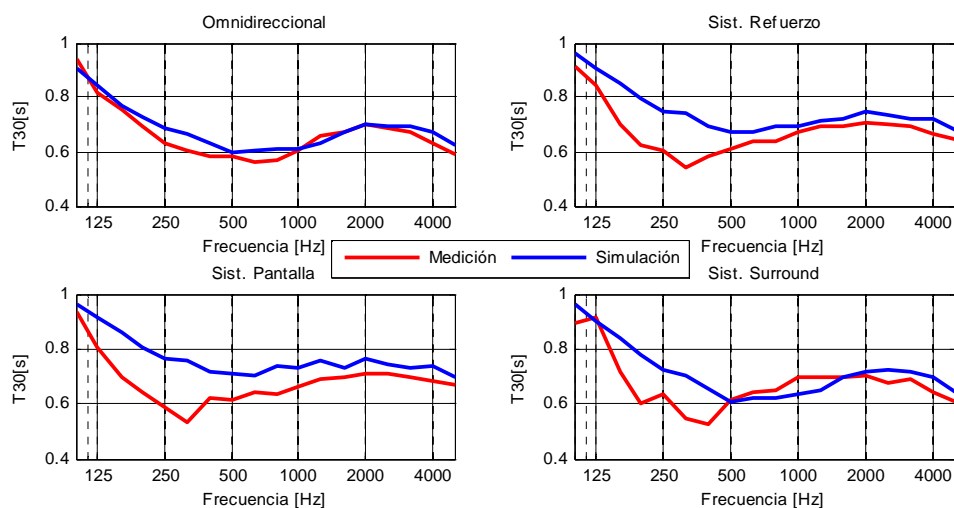 Omnidireccional
1
0.8
0.6
0.4
T30[s]
125 250 500 1000 2000 4000
Frecuencia [Hz]
Sist. Refuerzo
1
0.8
0.6
0.4
T30[s]
125 250 500 1000 2000 4000
Frecuencia [Hz]
Medición Simulación
Sist. Pantalla
1
0.8
0.6
0.4
T30[s]
125 250 500 1000 2000 4000
Frecuencia [Hz]
Sist. Surround
1
0.8
0.6
0.4
T30[s]
125 250 500 1000 2000 4000
Frecuencia [Hz]